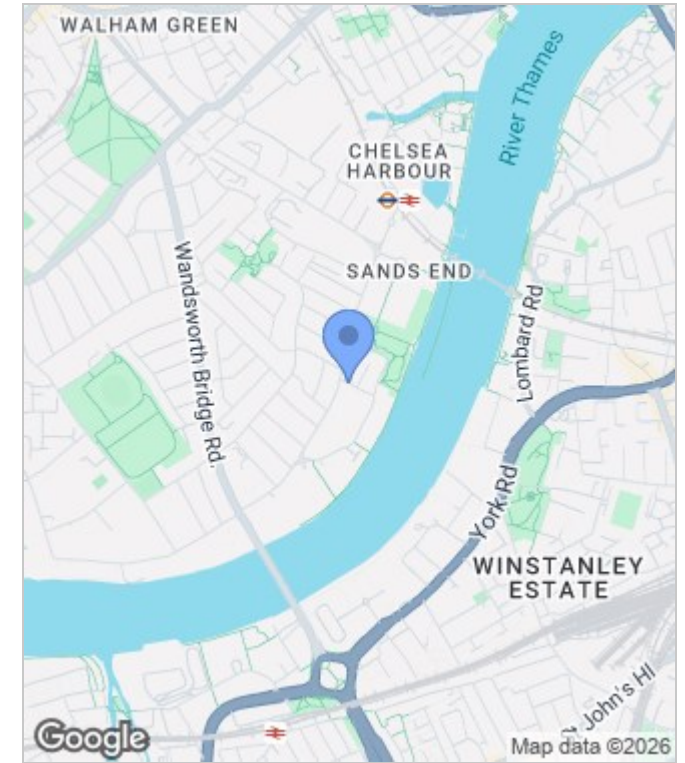 WALHAM GREEN
River Thames
CHELSEA
HARBOUR
SANDS END
Wandsworth Bridge Rd.
Lombard Rd
York Rd
WINSTANLEY
ESTATE
St John's Hl
Google
Map data ©2026